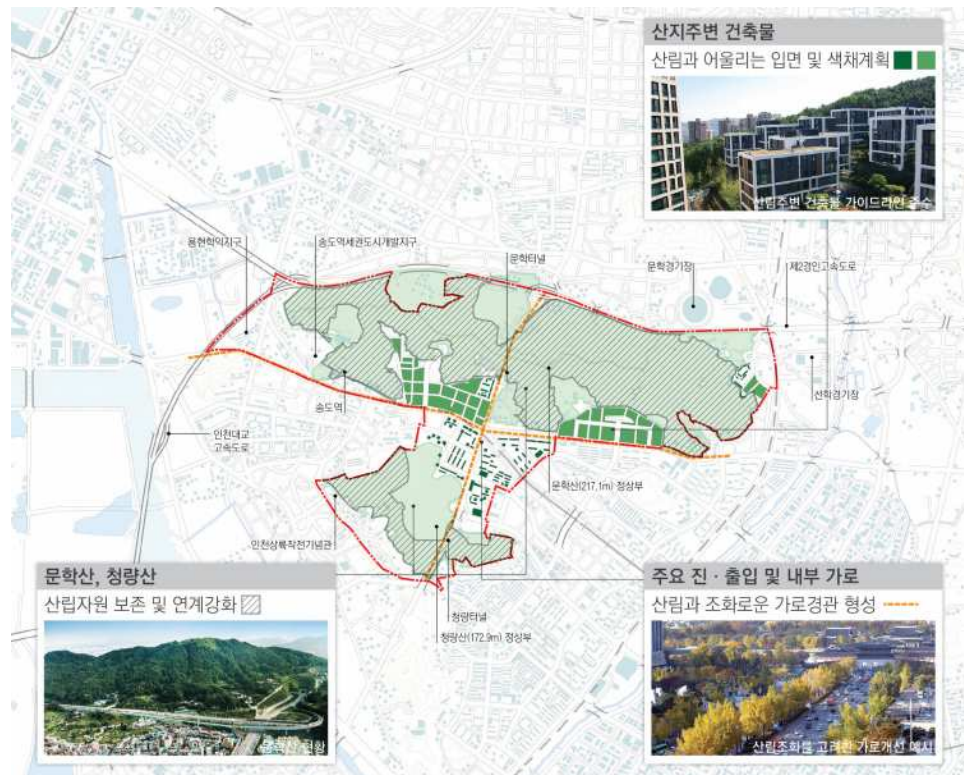 산지주변 건축물
산림과 어울리는 입면 및 색채계획
산림주변 건축물 가이드라인 준수
용현학익지구
송도역세권도시개발지구
문학터널
문학경기장
제2경인고속도로
송도역
선학경기장
인천대교
고속도로
문학산(217.1m) 정상부
인천상륙작전기념관
문학산, 청량산
산림자원 보존 및 연계강화
문학산 현황
청량터널
청량산(172.9m) 정상부
주요 진 · 출입 및 내부 가로
산림과 조화로운 가로경관 형성
산림조화를 고려한 가로개선 예시